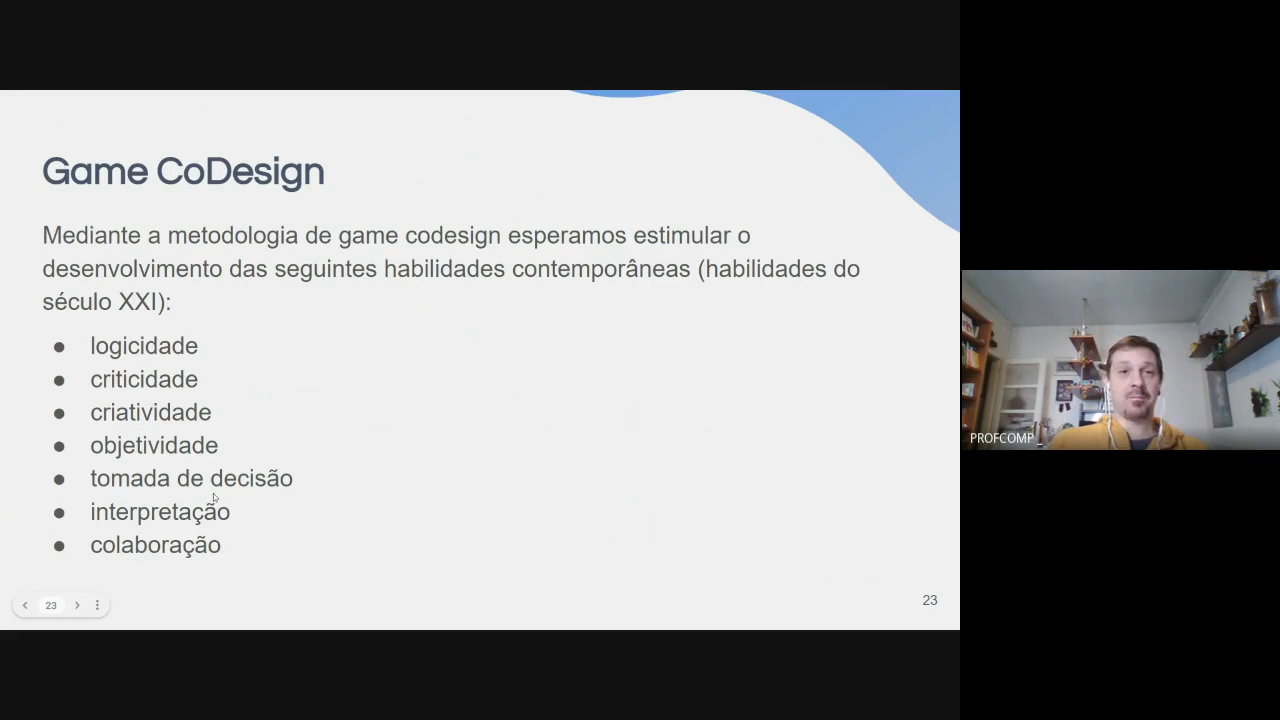 Game CoDesign
Mediante a metodologia de game codesign esperamos estimular o
desenvolvimento das seguintes habilidades contemporâneas (habilidades do
século XXI):
● logicidade
● criticidade
● criatividade
● objetividade
● tomada de decisão
● interpretação
● colaboração
23
23
PROFCOMP _